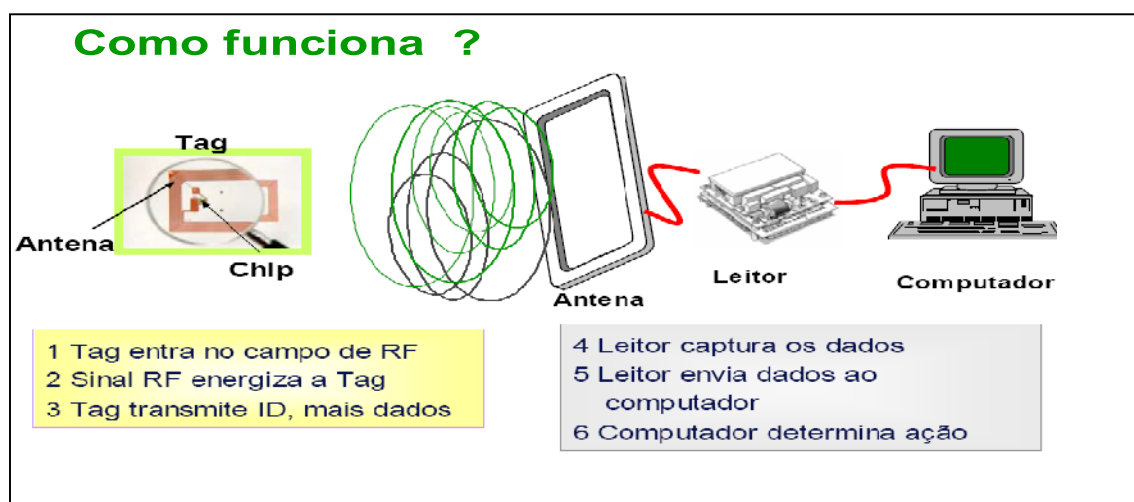 Como funciona ?
Tag
Antena
ChIp
Antena
Leitor
Computador
1 Tag entra no campo de RF
2 Sinal RF energiza a Tag
3 Tag transmite ID, mais dados
4 Leitor captura os dados
5 Leitor envia dados ao
computador
6 Computador determina ação